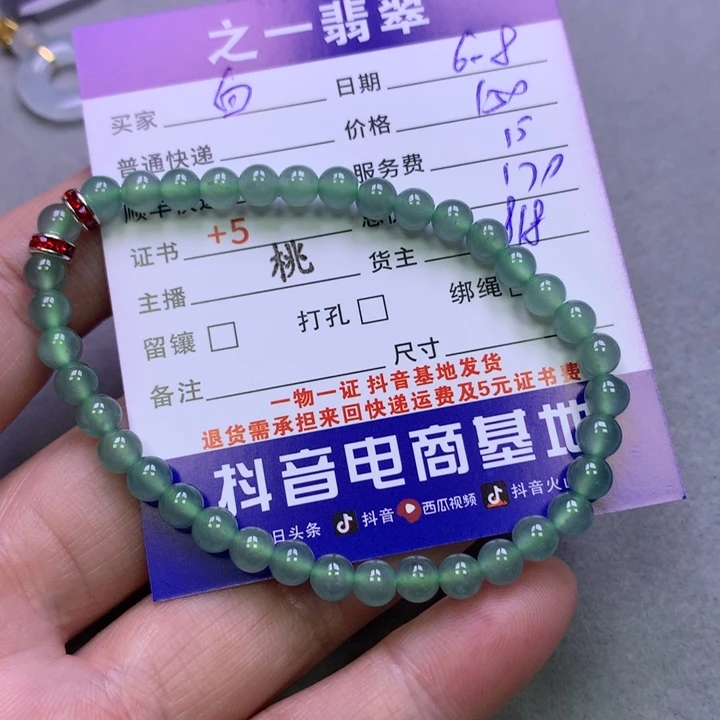 之一翡翠
买家 白 日期 6-8
普通快递 价格 150
服务费 15
170
证书 +5 货主 818
主播 桃
留镶 打孔 绑绳
备注 尺寸
一物一证 抖音基地发货
退货需承担来回快递运费及5元证书费
抖音电商基地
日头条 抖音 西瓜视频 抖音火山